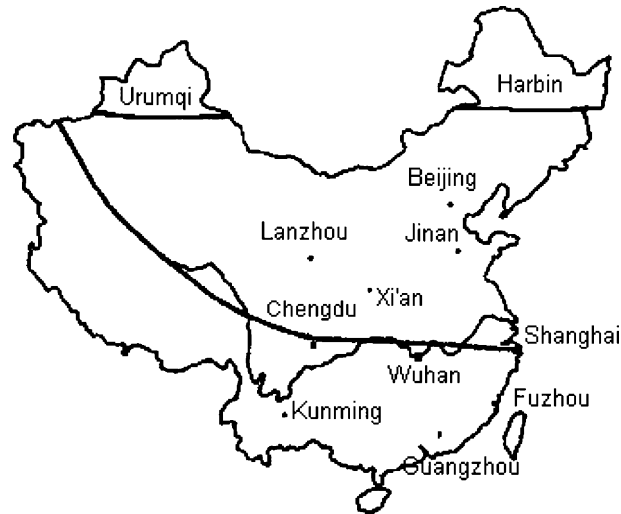 Harbin
Urumqi
Beijing
Lanzhou
Jinan
Xi'an
Chengdu
Shanghai
Wuhan
Fuzhou
Kunming
Guangzhou